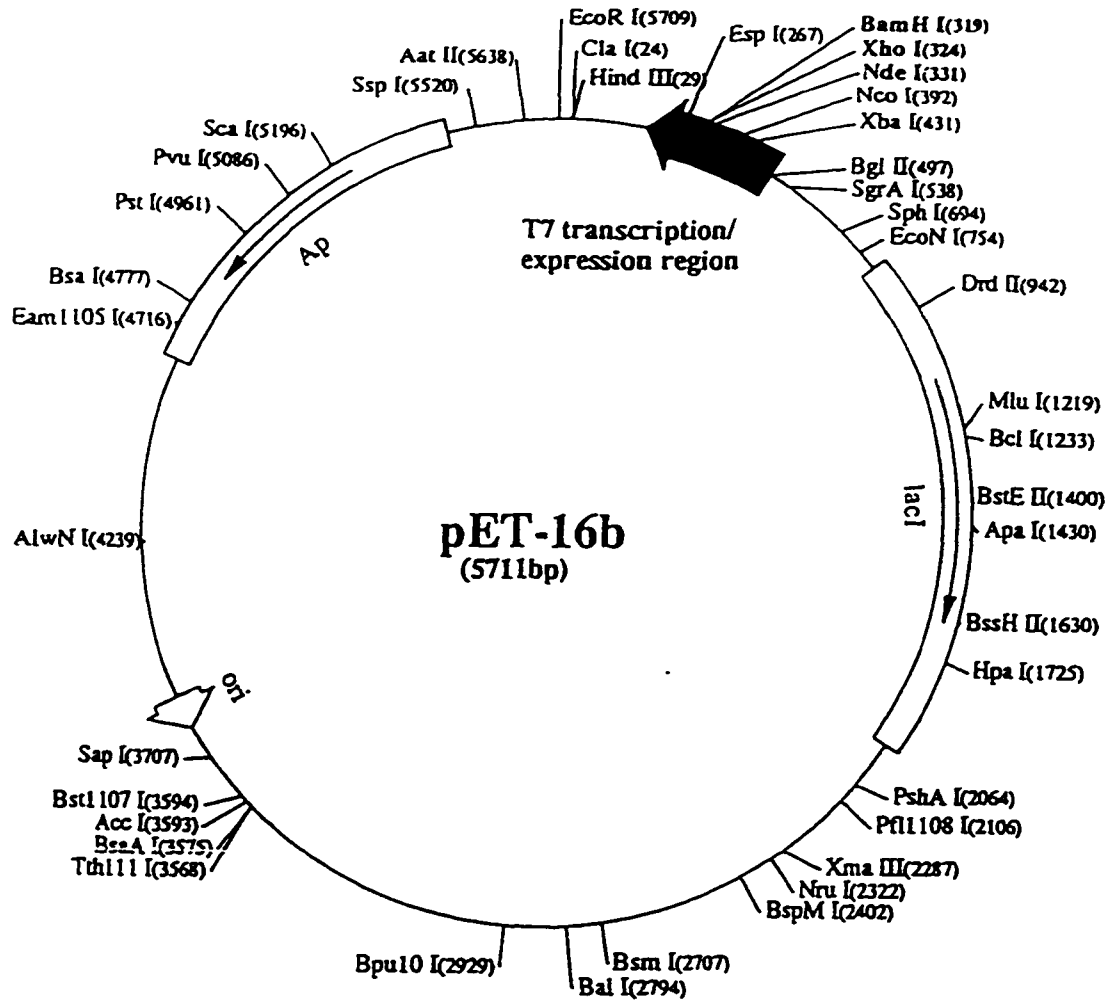 EcoR I(5709)
Cla I(24)
Hind III(29)
Aat II(5638)
Ssp I(5520)
Sca I(5196)
Pvu I(5086)
Pst I(4961)
Bsa I(4777)
Eam1105 I(4716)
AlwN I(4239)
Esp I(267)
BamH I(319)
Xho I(324)
Nde I(331)
Nco I(392)
Xba I(431)
Bgl II(497)
SgrA I(538)
Sph I(694)
EcoN I(754)
Drd II(942)
Mlu I(1219)
Bcl I(1233)
BstE II(1400)
Apa I(1430)
BssH II(1630)
Hpa I(1725)
PshA I(2064)
Pfl1108 I(2106)
Xma III(2287)
Nru I(2322)
BspM I(2402)
Bsm I(2707)
Bal I(2794)
Bpu10 I(2929)
Sap I(3707)
Bst1107 I(3594)
Acc I(3593)
BsaA I(3575)
Tth111 I(3568)
T7 transcription/
expression region
Ap
lacI
ori
pET-16b
(5711bp)